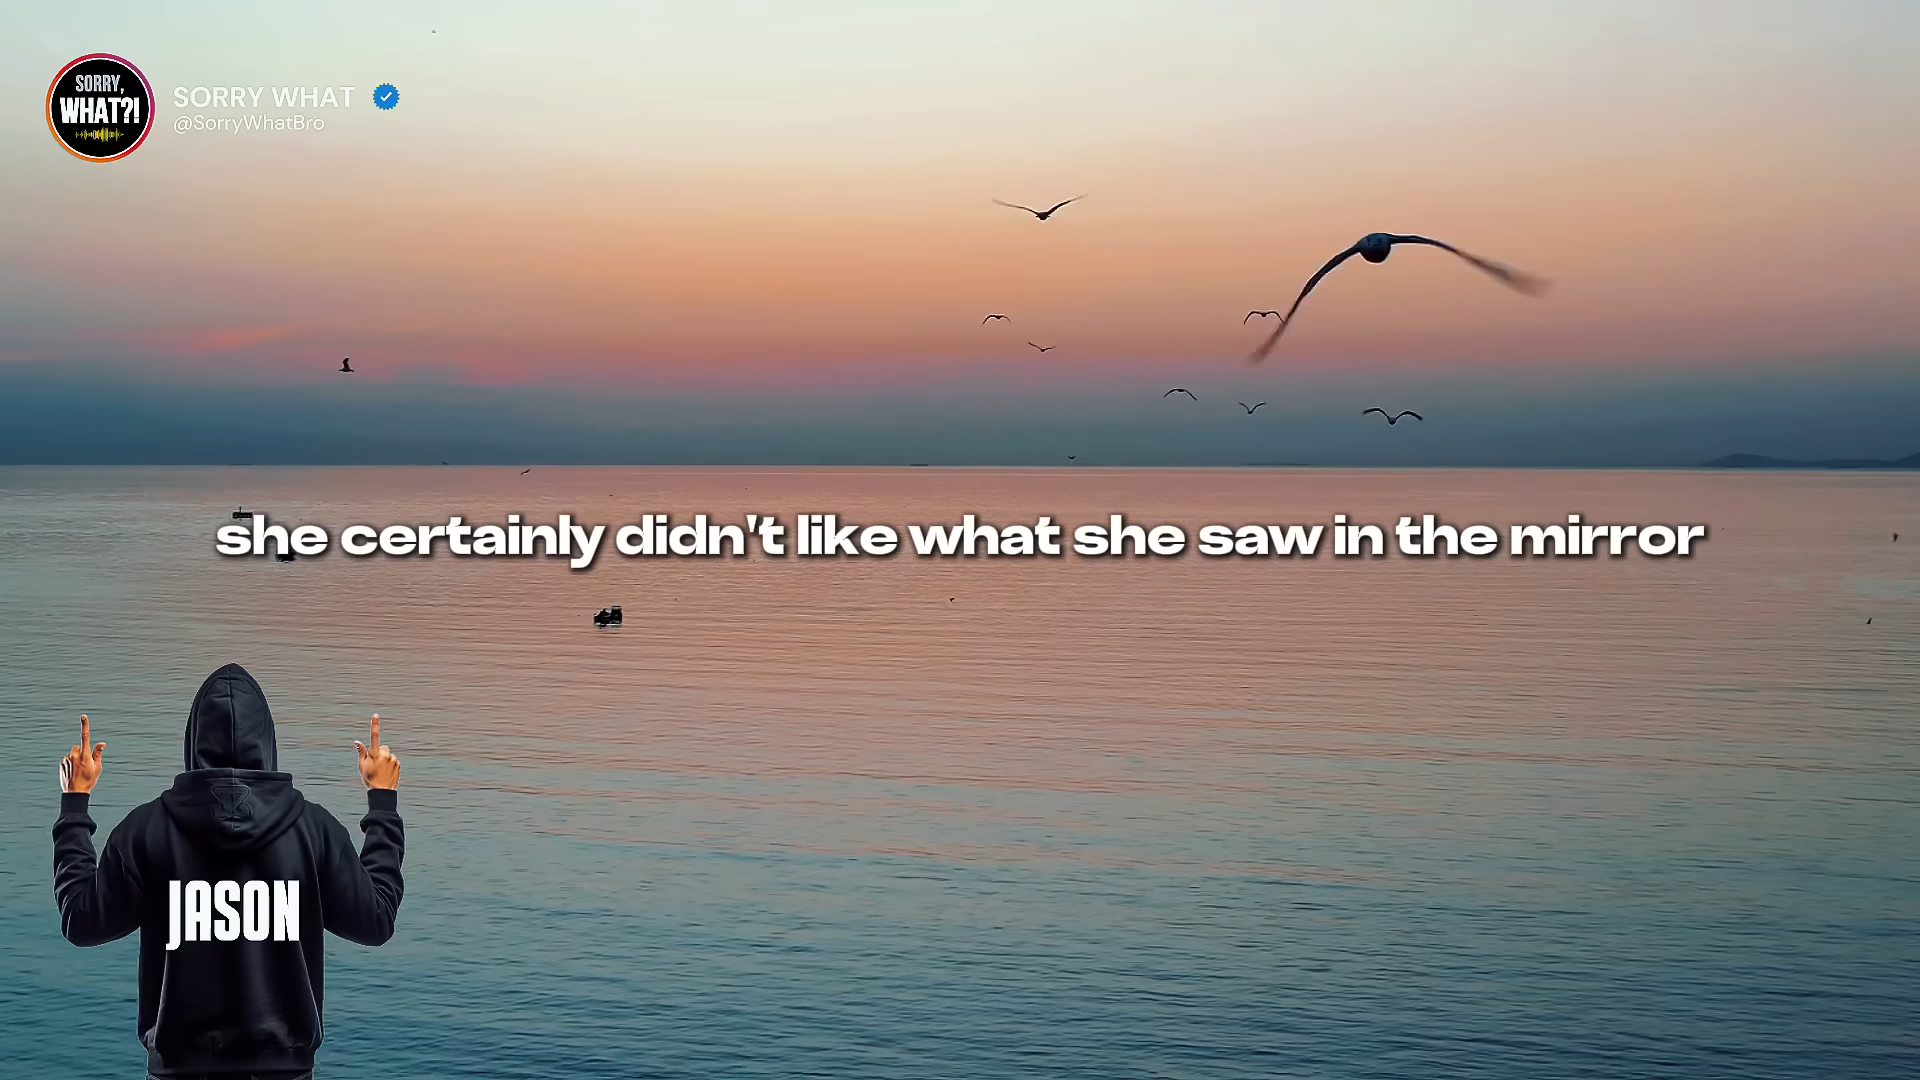 SORRY,
WHAT?!
SORRY WHAT
@SorryWhatBro
she certainly didn't like what she saw in the mirror
JASON